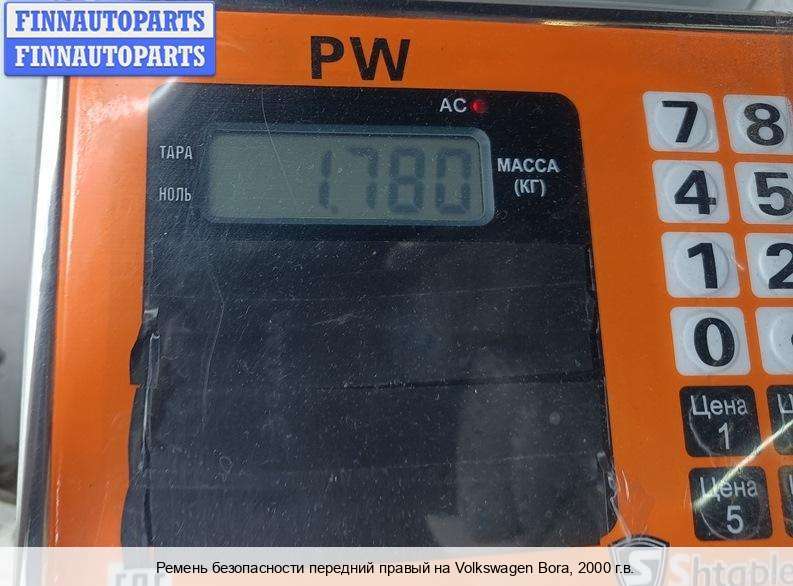 FINNAUTOPARTS
FINNAUTOPARTS
PW
AC
ТАРА
НОЛЬ
1.780
МАССА
(КГ)
7 8
4 5
1 2
0
Цена
1
Цена
5
Shtable
Ремень безопасности передний правый на Volkswagen Bora, 2000 г.в.